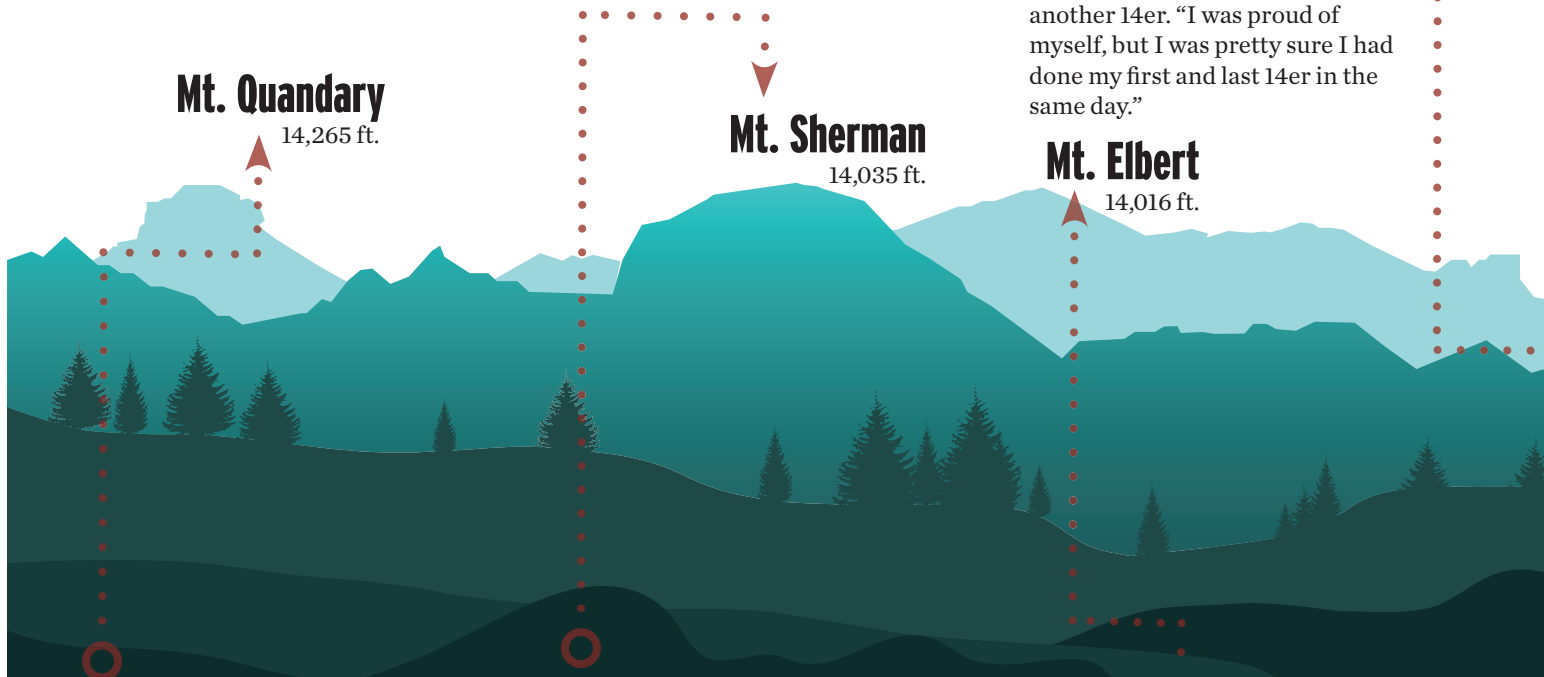 another 14er. “I was proud of
myself, but I was pretty sure I had
done my first and last 14er in the
same day.”
Mt. Quandary
14,265 ft.
Mt. Sherman
14,035 ft.
Mt. Elbert
14,016 ft.